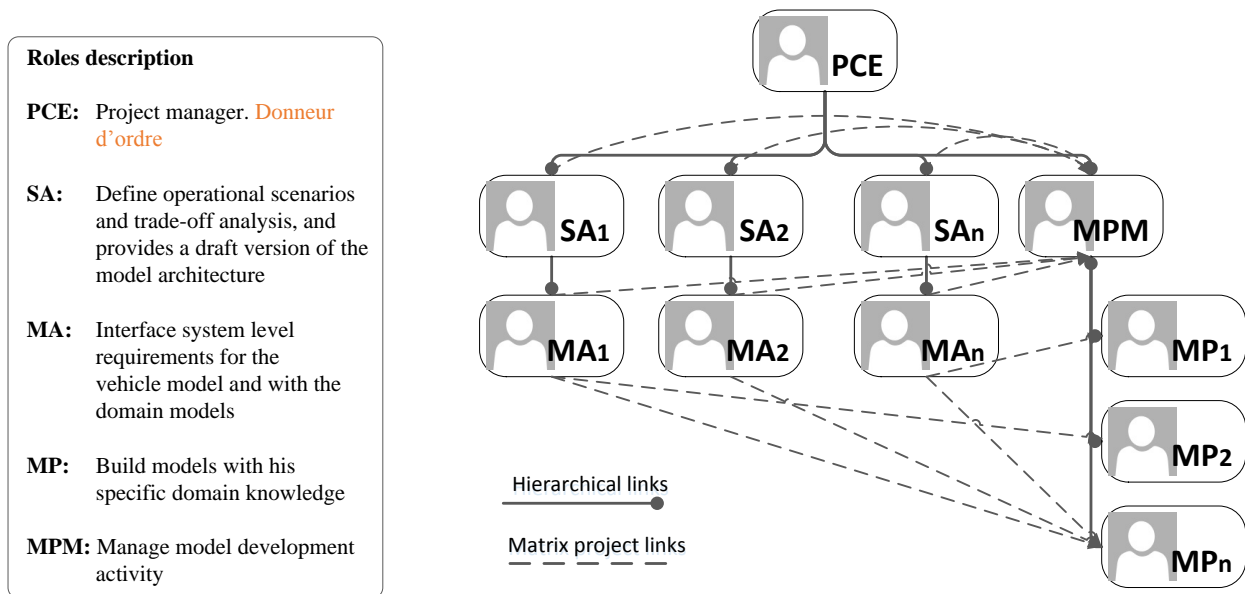 Roles description
PCE: Project manager. Donneur
d’ordre
SA: Define operational scenarios
and trade-off analysis, and
provides a draft version of the
model architecture
MA: Interface system level
requirements for the
vehicle model and with the
domain models
MP: Build models with his
specific domain knowledge
MPM: Manage model development
activity
PCE
SA1
SA2
SAn
MPM
MA1
MA2
MAn
MP1
MP2
MPn
Hierarchical links
Matrix project links